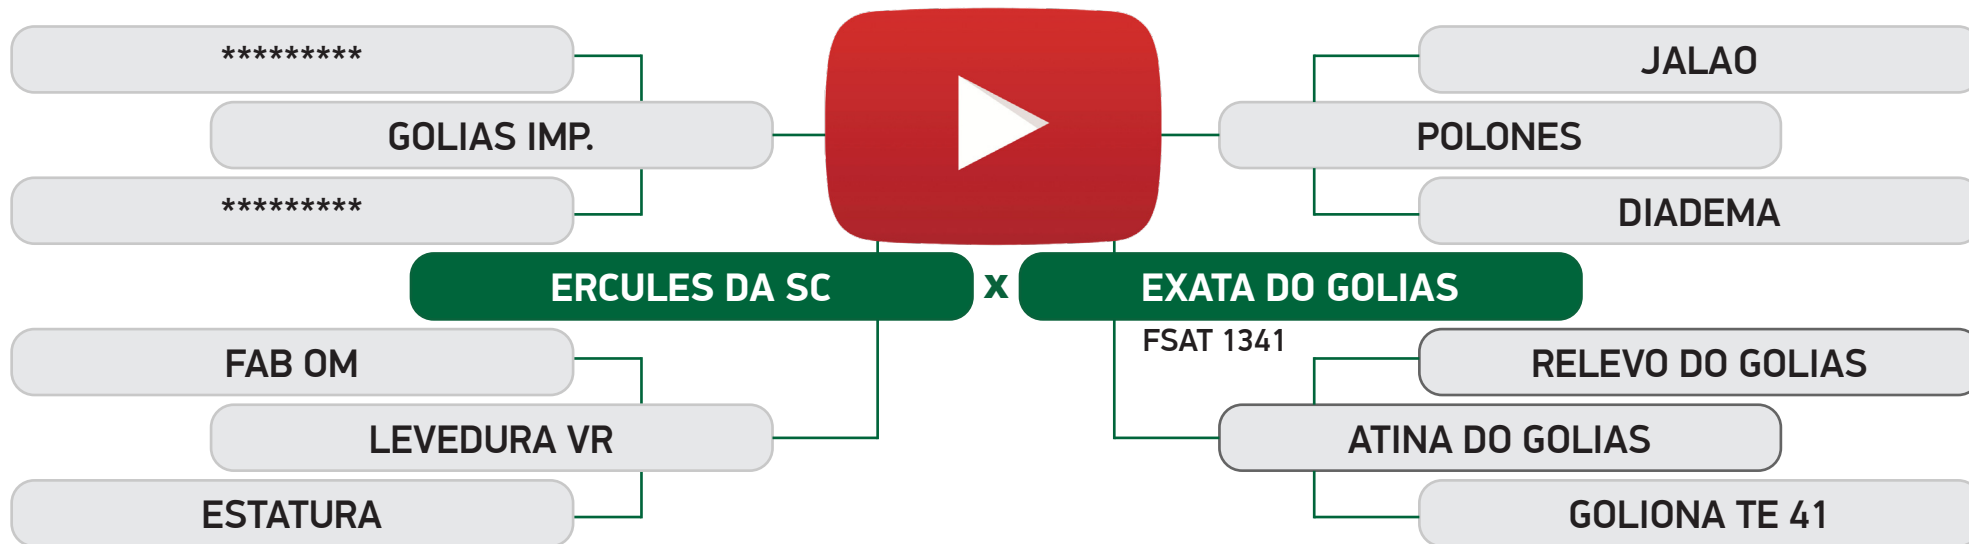 *********
GOLIAS IMP.
*********
JALAO
POLONES
DIADEMA
ERCULES DA SC x EXATA DO GOLIAS
FSAT 1341
FAB OM
LEVEDURA VR
ESTATURA
RELEVO DO GOLIAS
ATINA DO GOLIAS
GOLIONA TE 41